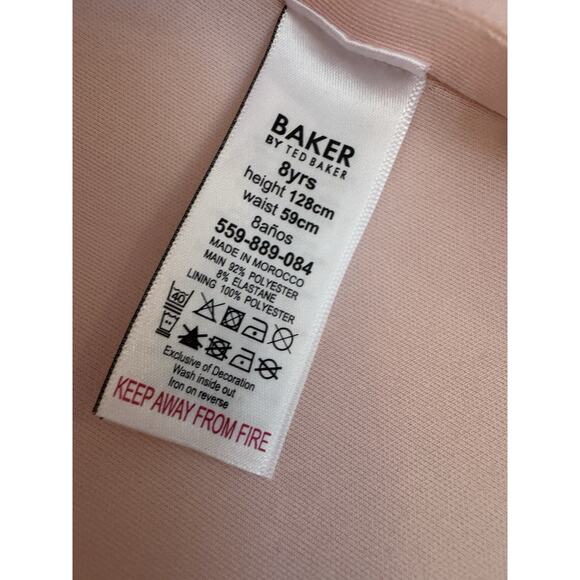 BAKER
BY TED BAKER
8yrs
height 128cm
waist 59cm
8años
559-889-084
MADE IN MOROCCO
MAIN 92% POLYESTER
8% ELASTANE
LINING 100% POLYESTER
40
Exclusive of Decoration
Wash inside out
Iron on reverse
KEEP AWAY FROM FIRE